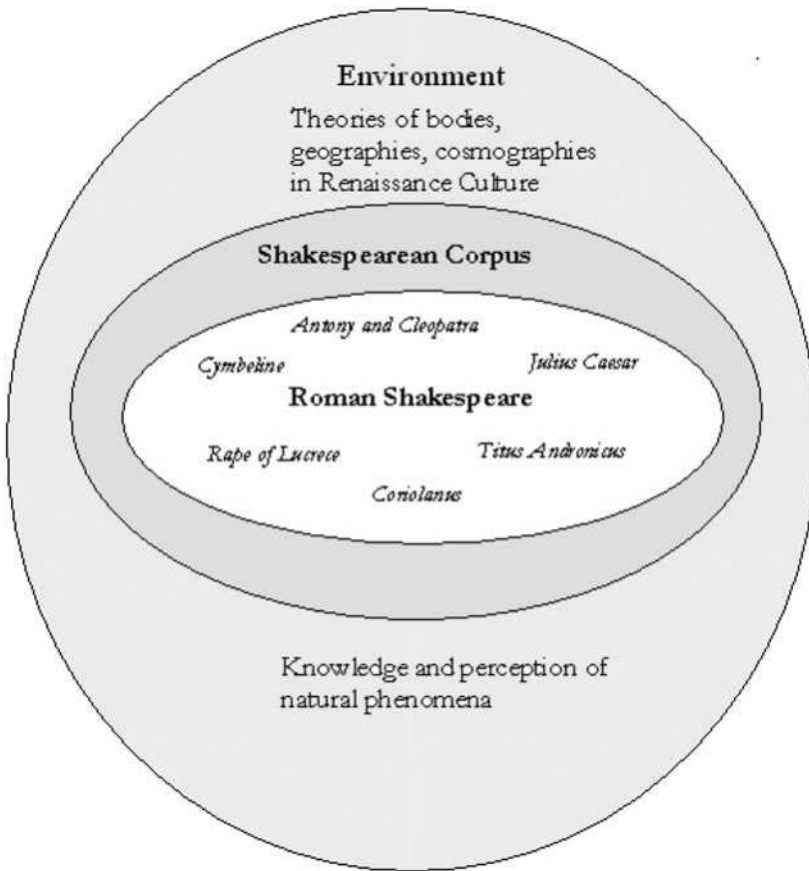 Environment
Theories of bodies,
geographies, cosmographies
in Renaissance Culture
Shakespearean Corpus
Antony and Cleopatra
Cymbeline
Julius Caesar
Roman Shakespeare
Rape of Lucrece
Titus Andronicus
Coriolanus
Knowledge and perception of
natural phenomena